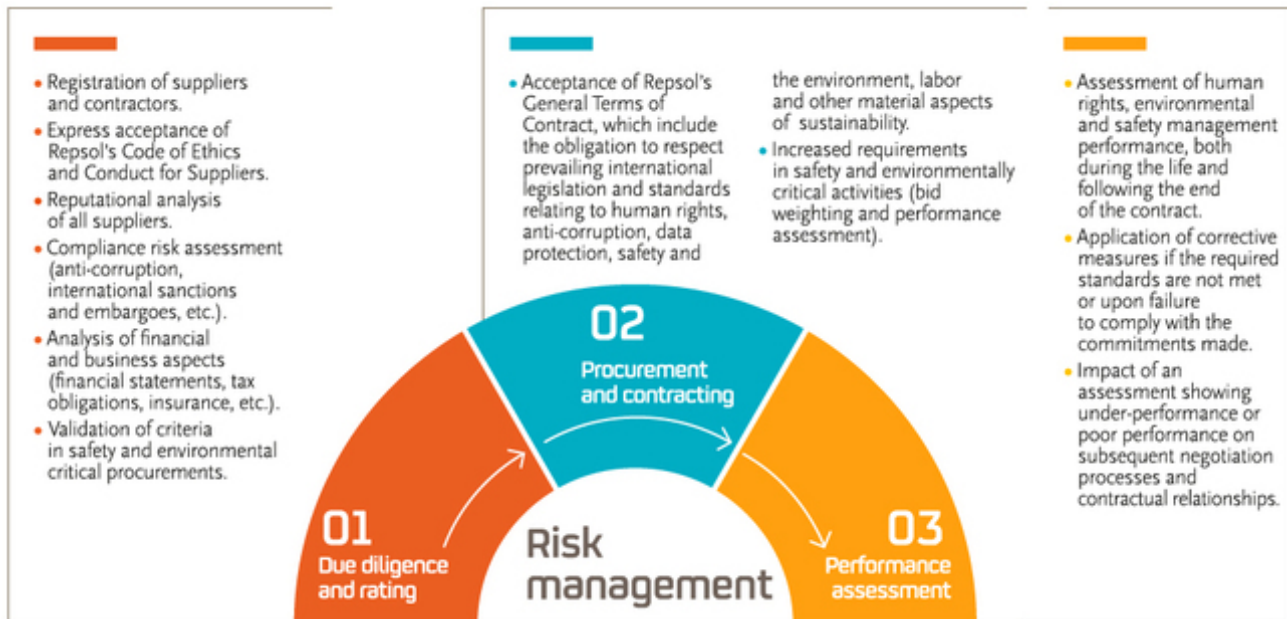 • Registration of suppliers
and contractors.
• Express acceptance of
Repsol's Code of Ethics
and Conduct for Suppliers.
• Reputational analysis
of all suppliers.
• Compliance risk assessment
(anti-corruption,
international sanctions
and embargoes, etc.).
• Analysis of financial
and business aspects
(financial statements, tax
obligations, insurance, etc.).
• Validation of criteria
in safety and environmental
critical procurements.
• Acceptance of Repsol's
General Terms of
Contract, which include
the obligation to respect
prevailing international
legislation and standards
relating to human rights,
anti-corruption, data
protection, safety and
the environment, labor
and other material aspects
of sustainability.
• Increased requirements
in safety and environmentally
critical activities (bid
weighting and performance
assessment).
• Assessment of human
rights, environmental
and safety management
performance, both
during the life and
following the end
of the contract.
• Application of corrective
measures if the required
standards are not met
or upon failure
to comply with the
commitments made.
• Impact of an
assessment showing
under-performance or
poor performance on
subsequent negotiation
processes and
contractual relationships.
01
Due diligence
and rating
02
Procurement
and contracting
03
Performance
assessment
Risk
management